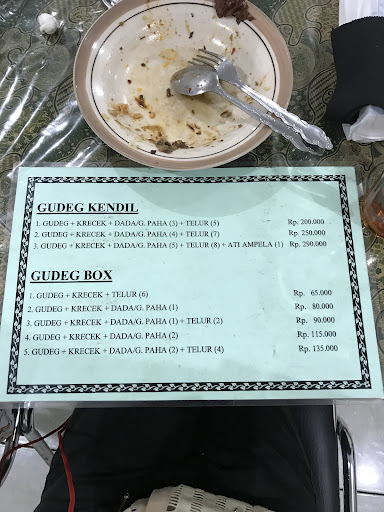 GUDEG KENDIL
1. GUDEG + KRECEK + DADA/G. PAHA (3) + TELUR (5) Rp. 200.000
2. GUDEG + KRECEK + DADA/G. PAHA (4) + TELUR (7) Rp. 250.000
3. GUDEG + KRECEK + DADA/G. PAHA (5) + TELUR (8) + ATI AMPELA (1) Rp. 290.000
GUDEG BOX
1. GUDEG + KRECEK + TELUR (6) Rp. 65.000
2. GUDEG + KRECEK + DADA/G. PAHA (1) Rp. 80.000
3. GUDEG + KRECEK + DADA/G. PAHA (1) + TELUR (2) Rp. 90.000
4. GUDEG + KRECEK + DADA/G. PAHA (2) Rp. 115.000
5. GUDEG + KRECEK + DADA/G. PAHA (2) + TELUR (4) Rp. 135.000